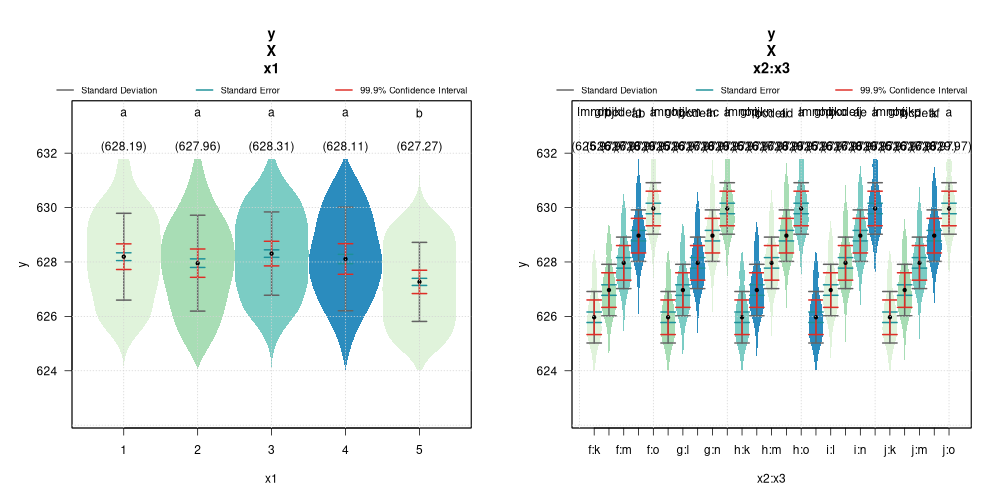 y
X
x1
Standard Deviation Standard Error 99.9% Confidence Interval
a a a a b
(628.19) (627.96) (628.31) (628.11) (627.27)
632
630
628
626
624
y
1 2 3 4 5
x1
y
X
x2:x3
Standard Deviation Standard Error 99.9% Confidence Interval
a
632
630
628
626
624
y
f:k f:m f:o g:l g:n h:k h:m h:o i:l i:n j:k j:m j:o
x2:x3